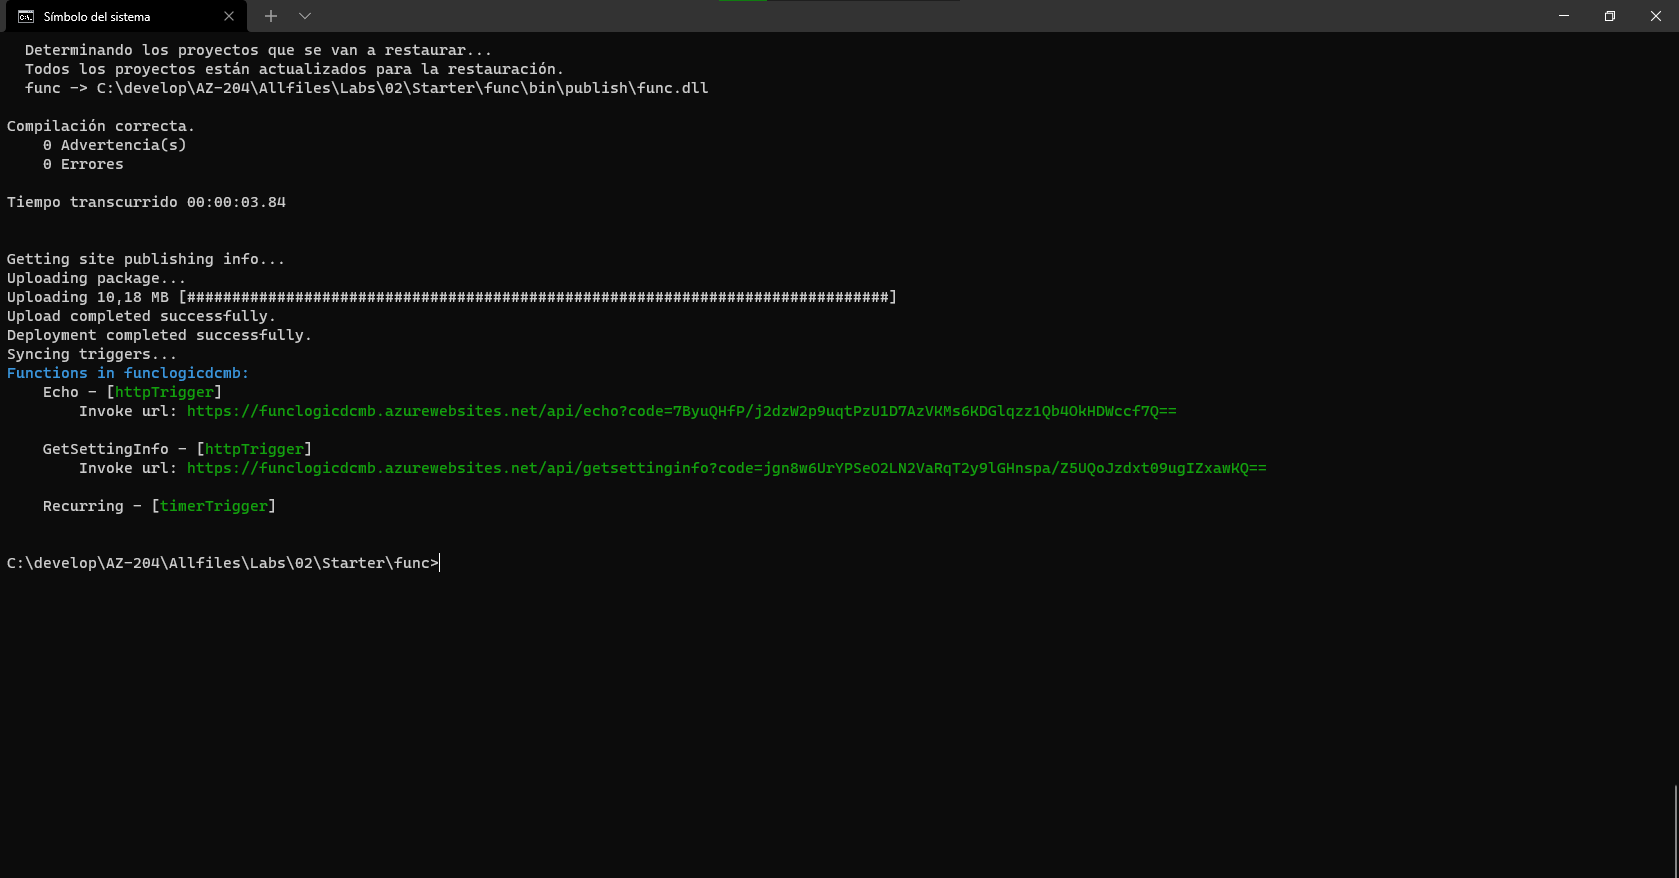 Símbolo del sistema
Determinando los proyectos que se van a restaurar...
Todos los proyectos están actualizados para la restauración.
func -> C:\develop\AZ-204\Allfiles\Labs\02\Starter\func\bin\publish\func.dll
Compilación correcta.
0 Advertencia(s)
0 Errores
Tiempo transcurrido 00:00:03.84
Getting site publishing info...
Uploading package...
Uploading 10,18 MB [##############################################################################]
Upload completed successfully.
Deployment completed successfully.
Syncing triggers...
Functions in funclogicdcmb:
Echo - [httpTrigger]
Invoke url: https://funclogicdcmb.azurewebsites.net/api/echo?code=7ByuQHfP/j2dzW2p9uqtPzU1D7AzVKMs6KDGlqzz1Qb4OkHDWccf7Q==
GetSettingInfo - [httpTrigger]
Invoke url: https://funclogicdcmb.azurewebsites.net/api/getsettinginfo?code=jgn8w6UrYPSeO2LN2VaRqT2y9lGHnspa/Z5UQoJzdxt09ugIZxawKQ==
Recurring - [timerTrigger]
C:\develop\AZ-204\Allfiles\Labs\02\Starter\func>